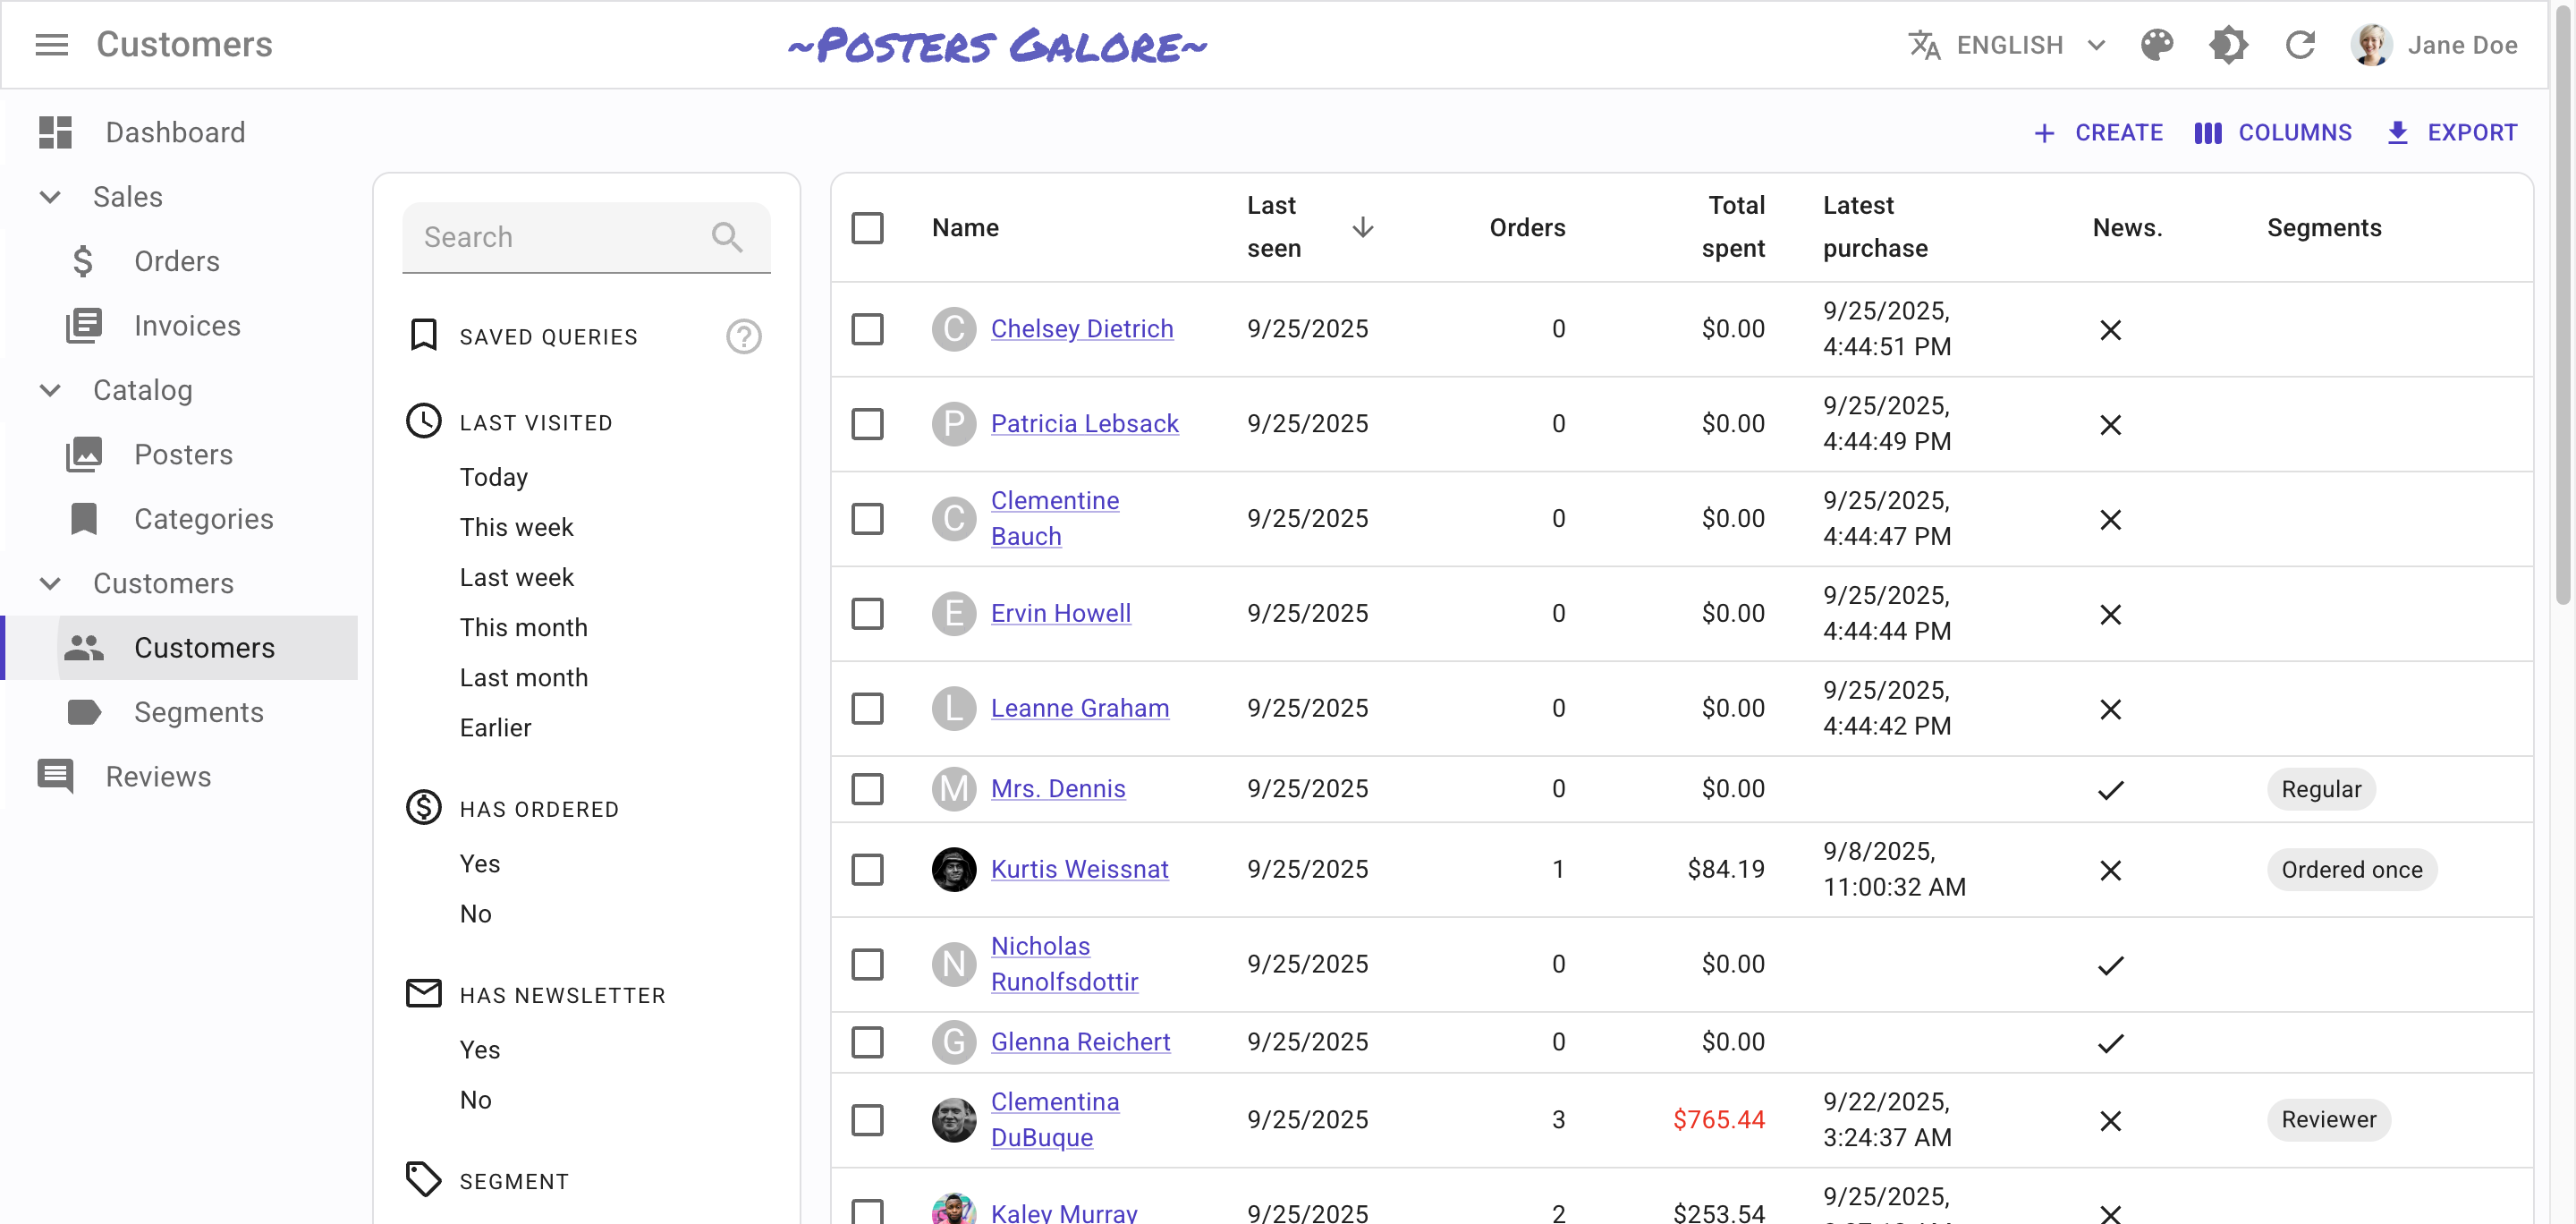 Customers
~Posters Galore~
ENGLISH
Jane Doe
Dashboard
Sales
Orders
Invoices
Catalog
Posters
Categories
Customers
Customers
Segments
Reviews
CREATE
COLUMNS
EXPORT
Search
SAVED QUERIES
?
LAST VISITED
Today
This week
Last week
This month
Last month
Earlier
HAS ORDERED
Yes
No
HAS NEWSLETTER
Yes
No
SEGMENT
Name
Last
seen
Orders
Total
spent
Latest
purchase
News.
Segments
C
Chelsey Dietrich
9/25/2025
0
$0.00
9/25/2025,
4:44:51 PM
P
Patricia Lebsack
9/25/2025
0
$0.00
9/25/2025,
4:44:49 PM
C
Clementine
Bauch
9/25/2025
0
$0.00
9/25/2025,
4:44:47 PM
E
Ervin Howell
9/25/2025
0
$0.00
9/25/2025,
4:44:44 PM
L
Leanne Graham
9/25/2025
0
$0.00
9/25/2025,
4:44:42 PM
M
Mrs. Dennis
9/25/2025
0
$0.00
Regular
Kurtis Weissnat
9/25/2025
1
$84.19
9/8/2025,
11:00:32 AM
Ordered once
N
Nicholas
Runolfsdottir
9/25/2025
0
$0.00
G
Glenna Reichert
9/25/2025
0
$0.00
Clementina
DuBuque
9/25/2025
3
$765.44
9/22/2025,
3:24:37 AM
Reviewer
Kaley Murray
9/25/2025
2
$253.54
9/25/2025,